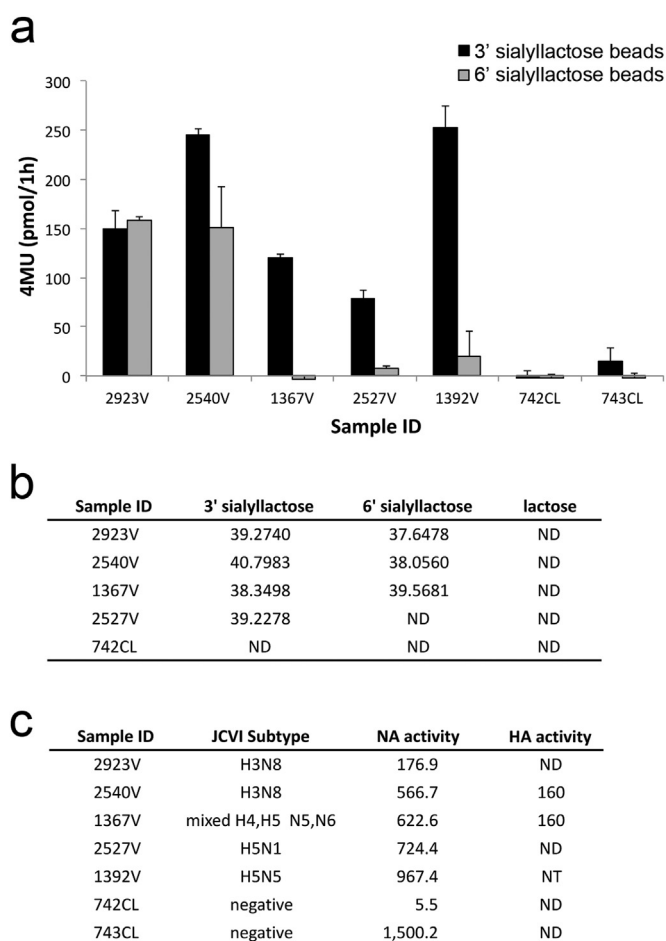 a
3' sialyllactose beads
6' sialyllactose beads
300
250
200
150
100
50
0
4MU (pmol/1h)
2923V 2540V 1367V 2527V 1392V 742CL 743CL
Sample ID
b
Sample ID 3' sialyllactose 6' sialyllactose lactose
2923V 39.2740 37.6478 ND
2540V 40.7983 38.0560 ND
1367V 38.3498 39.5681 ND
2527V 39.2278 ND ND
742CL ND ND ND
c
Sample ID JCVI Subtype NA activity HA activity
2923V H3N8 176.9 ND
2540V H3N8 566.7 160
1367V mixed H4,H5 N5,N6 622.6 160
2527V H5N1 724.4 ND
1392V H5N5 967.4 NT
742CL negative 5.5 ND
743CL negative 1,500.2 ND